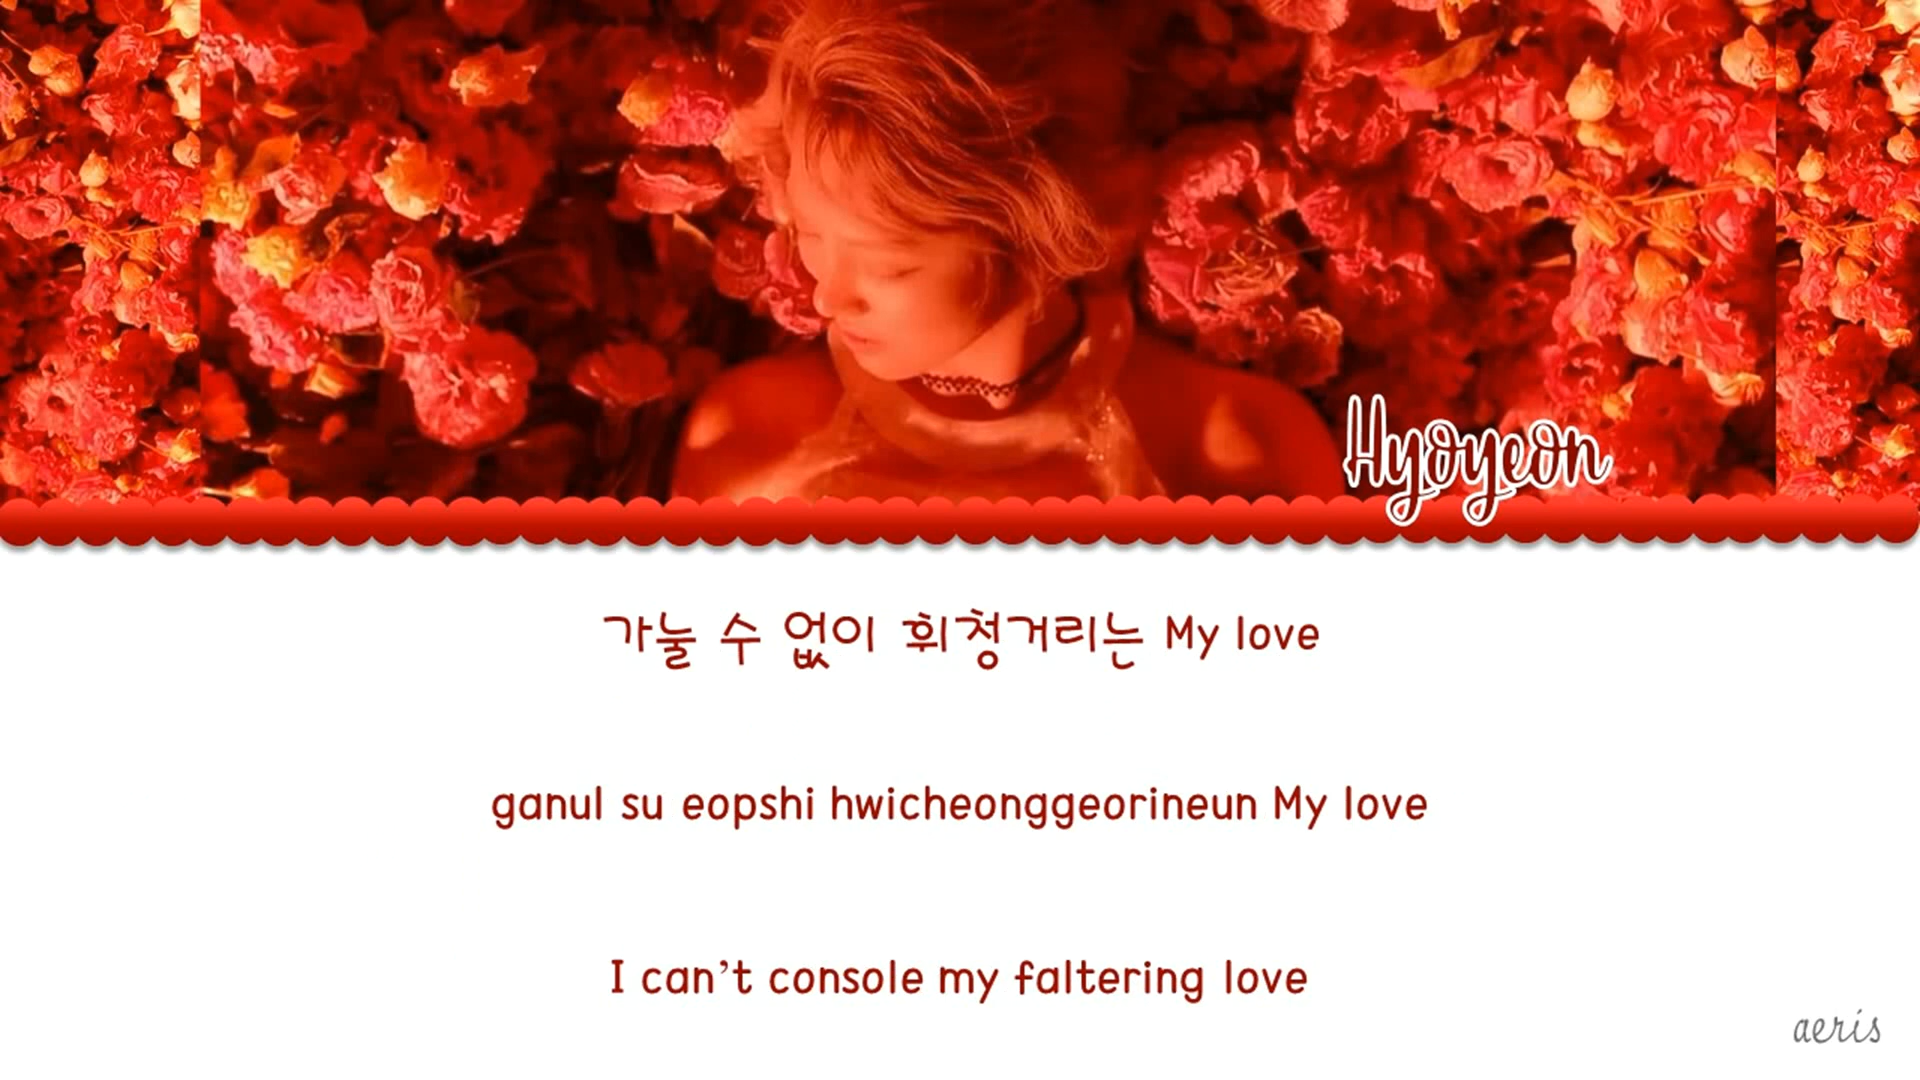 Hyoyeon
가눌 수 없이 휘청거리는 My love
ganul su eopshi hwicheonggeorineun My love
I can’t console my faltering love
aeris